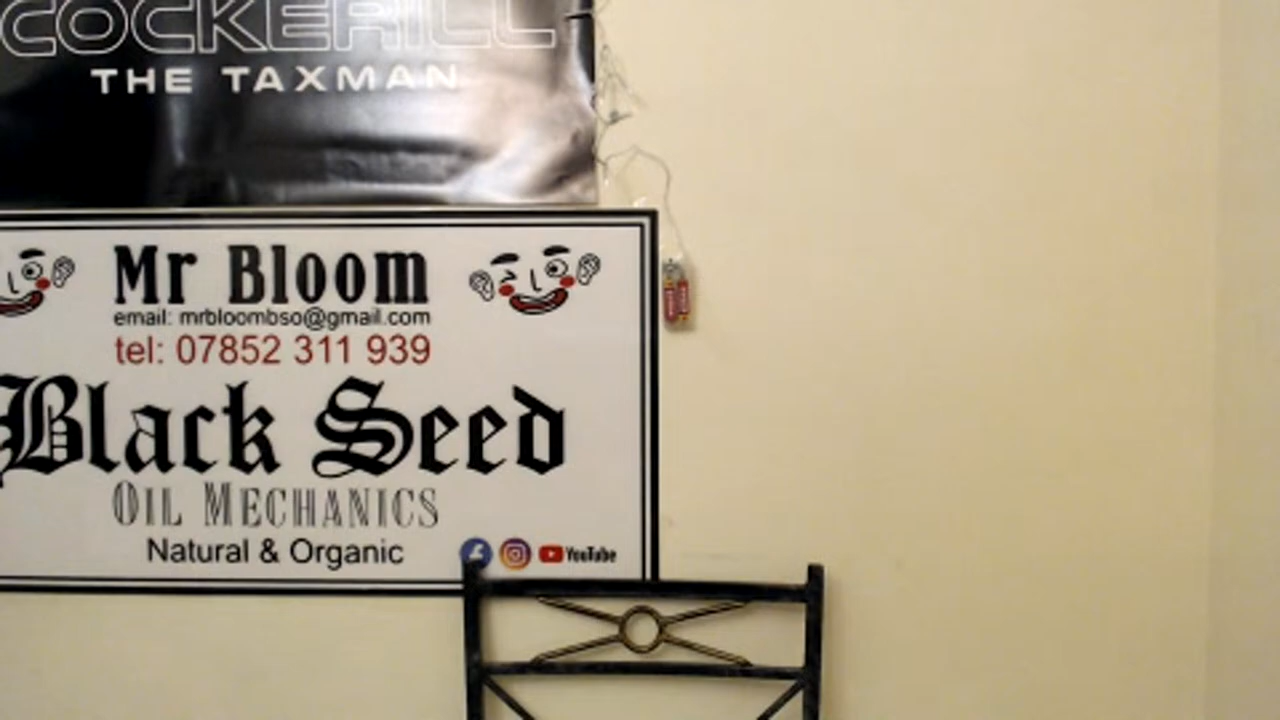 COCKERILL
THE TAXMAN
Mr Bloom
email: mrbloombso@gmail.com
tel: 07852 311 939
Black Seed
OIL MECHANICS
Natural & Organic
YouTube